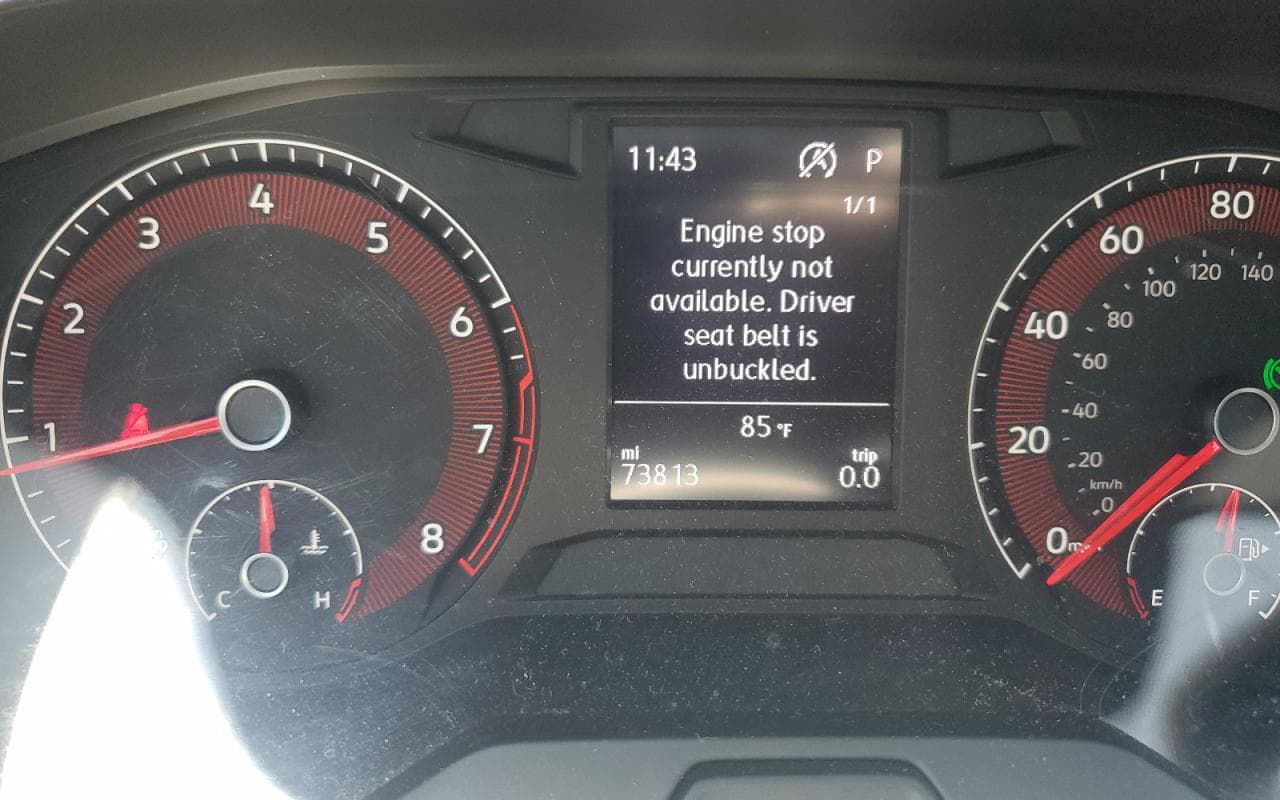 11:43 P
1/1
Engine stop
currently not
available. Driver
seat belt is
unbuckled.
85 °F
mi trip
73813 0.0
1
2
3
4
5
6
7
8
C H
0
20
40
60
80
km/h
0
20
40
60
80
100
120
140
E F